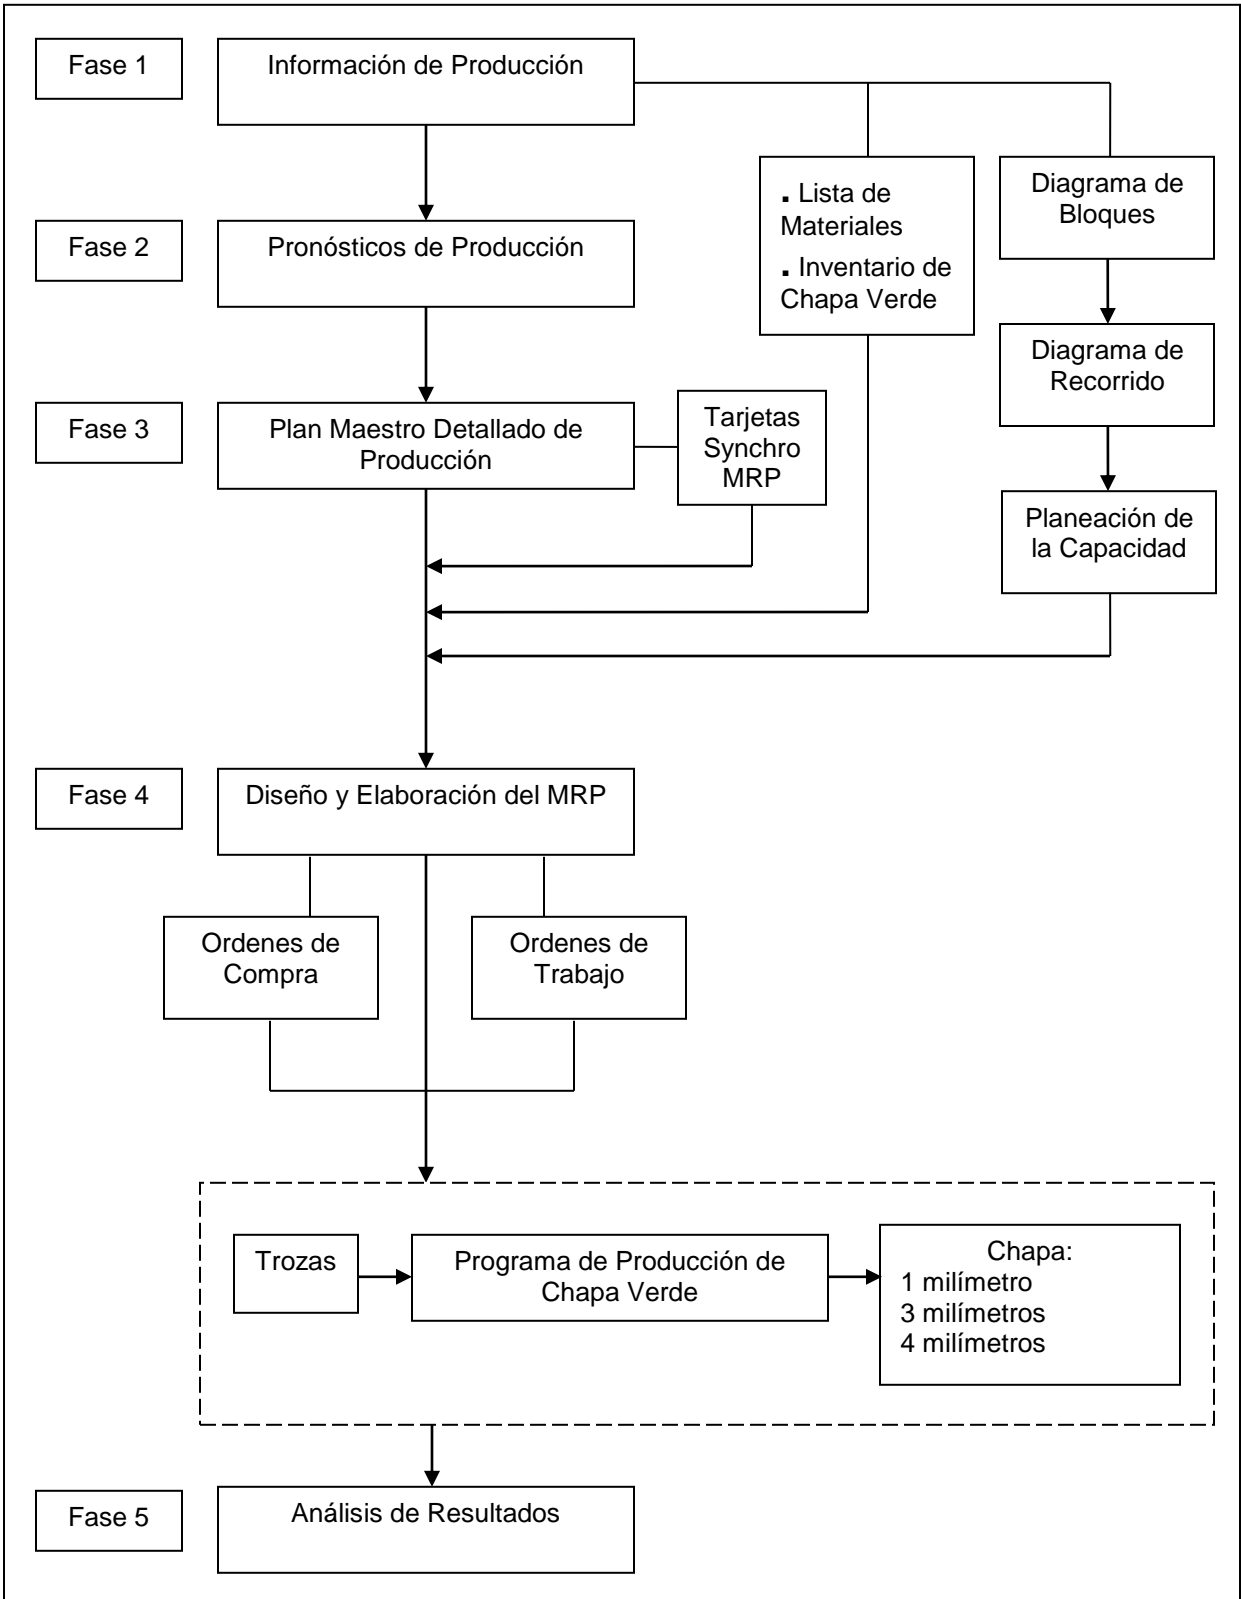 Fase 1
Información de Producción
. Lista de
Materiales
. Inventario de
Chapa Verde
Diagrama de
Bloques
Fase 2
Pronósticos de Producción
Diagrama de
Recorrido
Fase 3
Plan Maestro Detallado de
Producción
Tarjetas
Synchro
MRP
Planeación de
la Capacidad
Fase 4
Diseño y Elaboración del MRP
Ordenes de
Compra
Ordenes de
Trabajo
Trozas
Programa de Producción de
Chapa Verde
Chapa:
1 milímetro
3 milímetros
4 milímetros
Fase 5
Análisis de Resultados